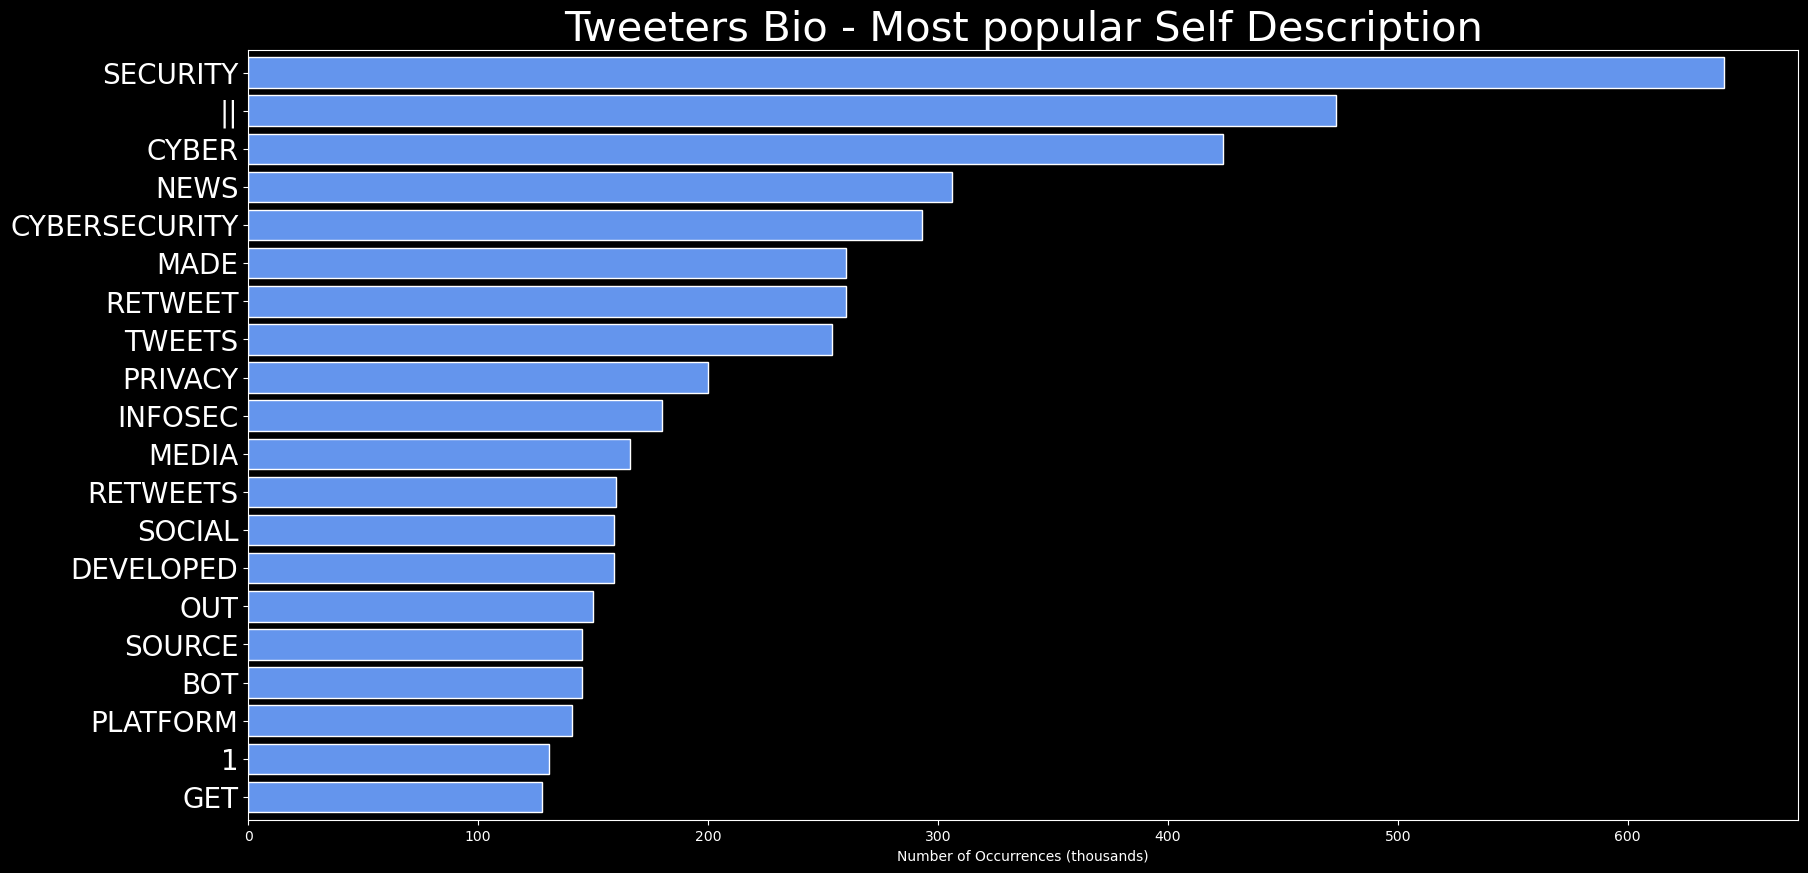 Tweeters Bio - Most popular Self Description
SECURITY
||
CYBER
NEWS
CYBERSECURITY
MADE
RETWEET
TWEETS
PRIVACY
INFOSEC
MEDIA
RETWEETS
SOCIAL
DEVELOPED
OUT
SOURCE
BOT
PLATFORM
1
GET
0 100 200 300 400 500 600
Number of Occurrences (thousands)